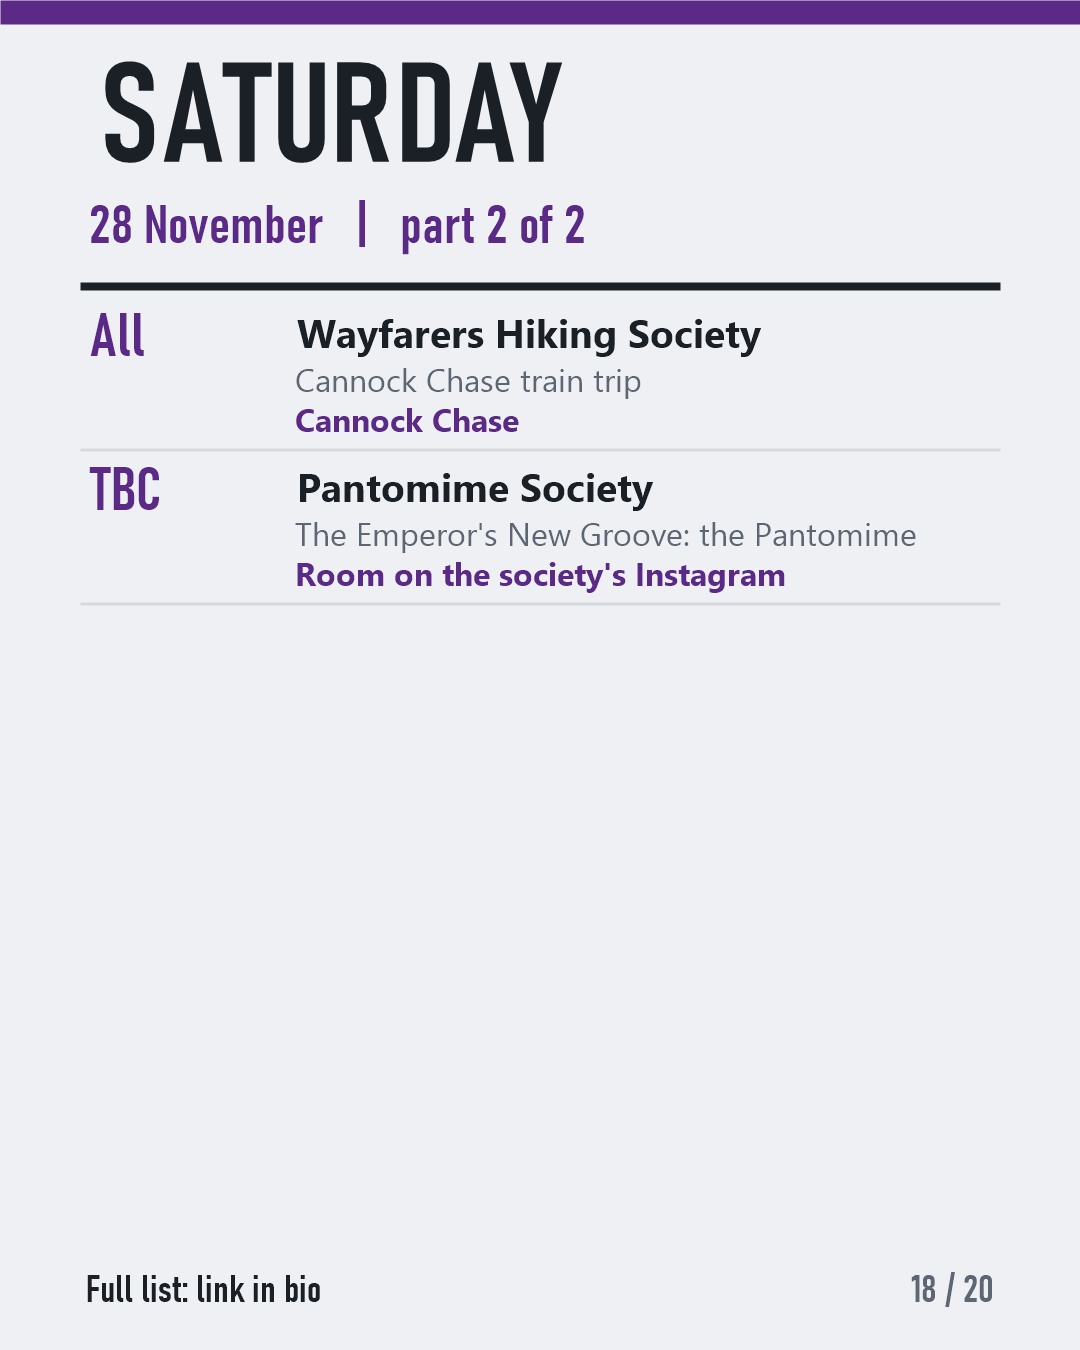 SATURDAY
28 November | part 2 of 2
All
Wayfarers Hiking Society
Cannock Chase train trip
Cannock Chase
TBC
Pantomime Society
The Emperor's New Groove: the Pantomime
Room on the society's Instagram
Full list: link in bio
18 / 20